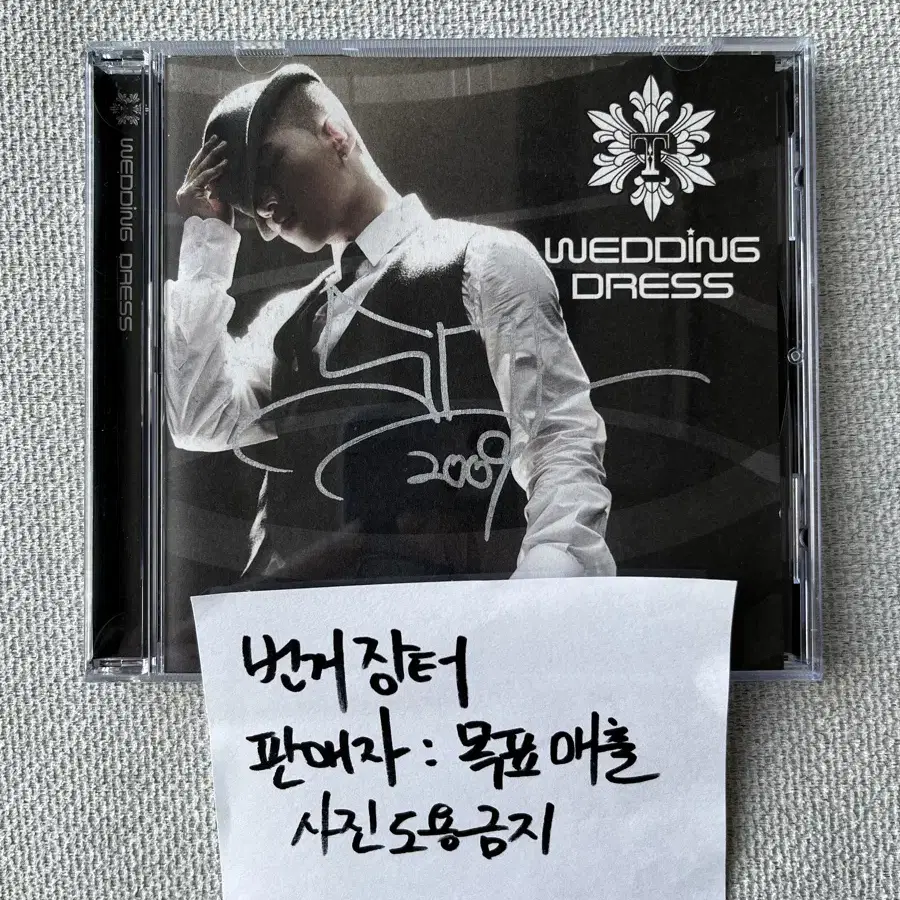 WEDDiNG DRESS
T
WEDDiNG
DRESS
2009
번개장터
판매자 : 목표매출
사진도용금지